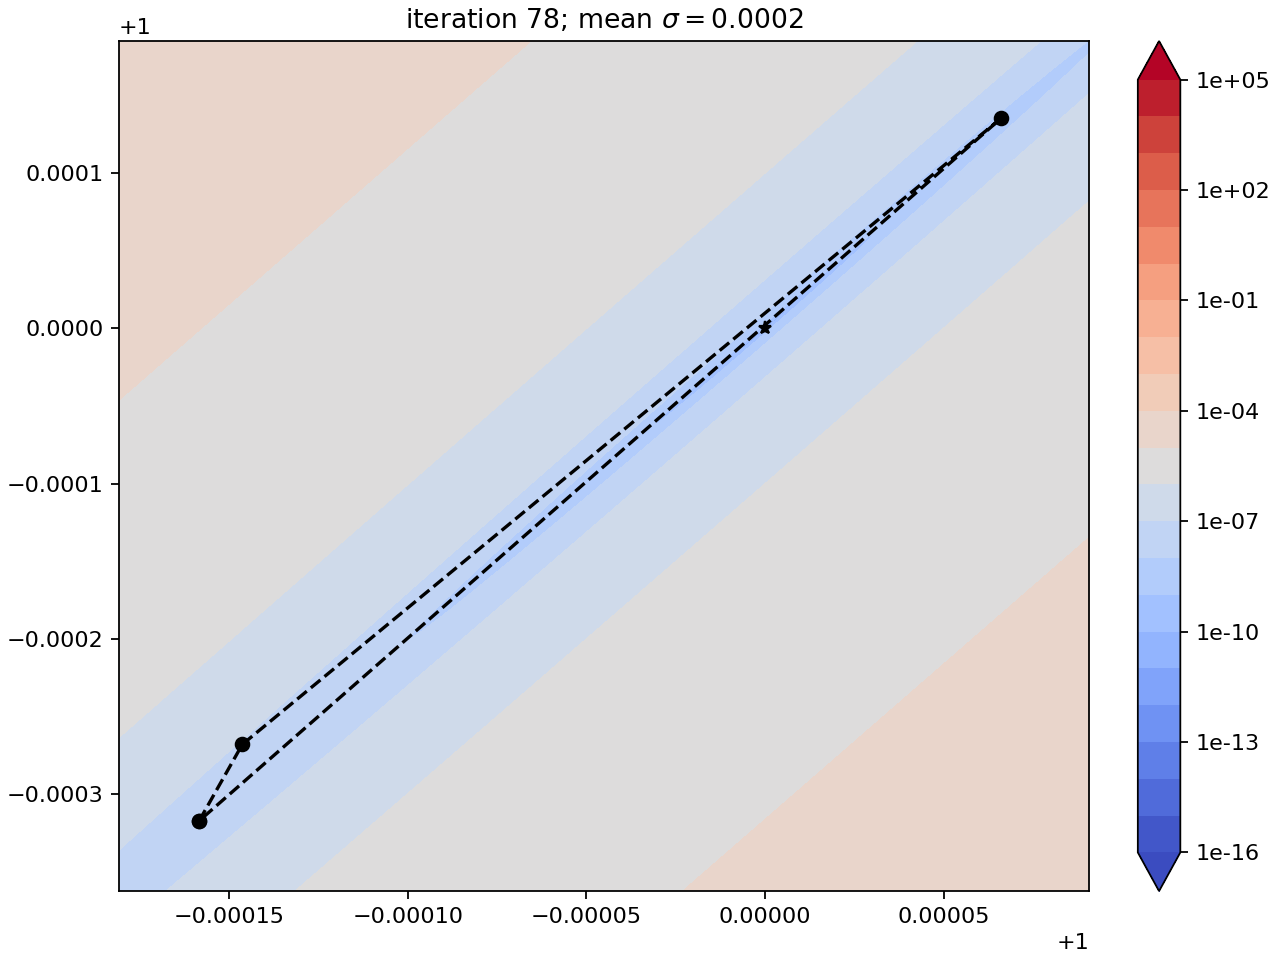 iteration 78; mean σ = 0.0002
+1
0.0001
0.0000
−0.0001
−0.0002
−0.0003
−0.00015
−0.00010
−0.00005
0.00000
0.00005
+1
1e+05
1e+02
1e-01
1e-04
1e-07
1e-10
1e-13
1e-16